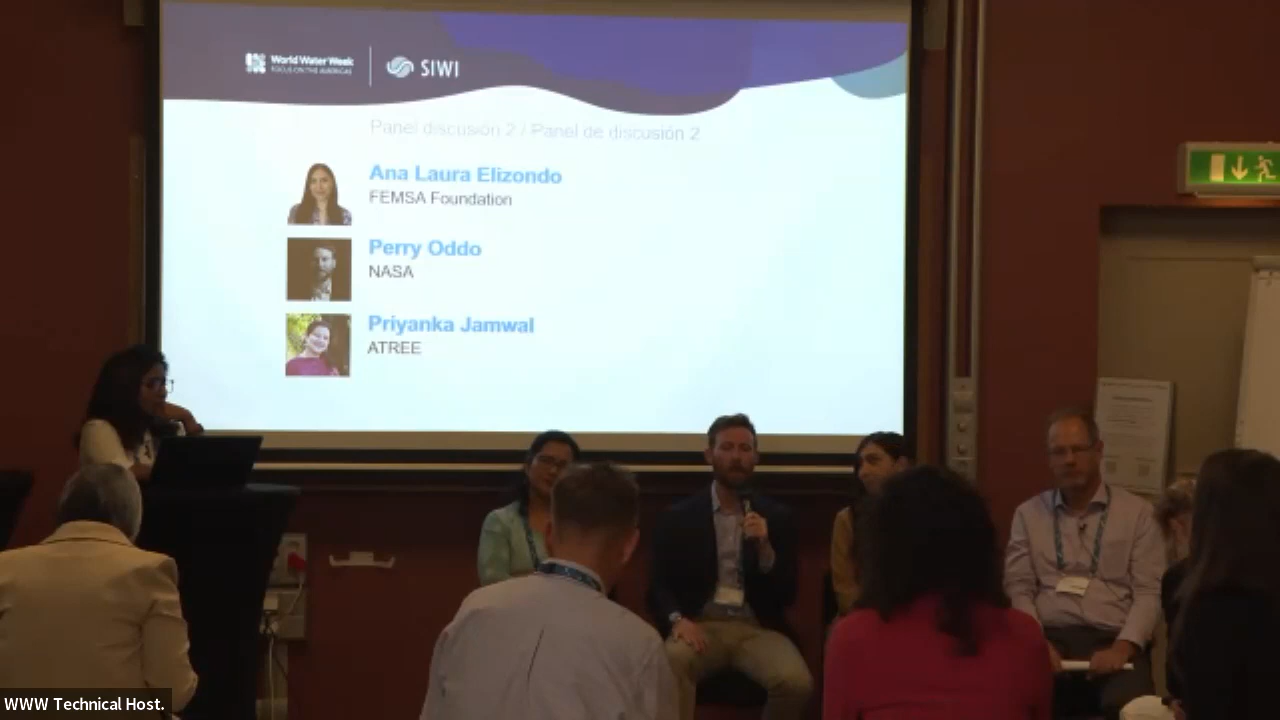 World Water Week
FOCUS ON THE AMERICAS
SIWI
Panel discusión 2 / Panel de discusión 2
Ana Laura Elizondo
FEMSA Foundation
Perry Oddo
NASA
Priyanka Jamwal
ATREE
WWW Technical Host.